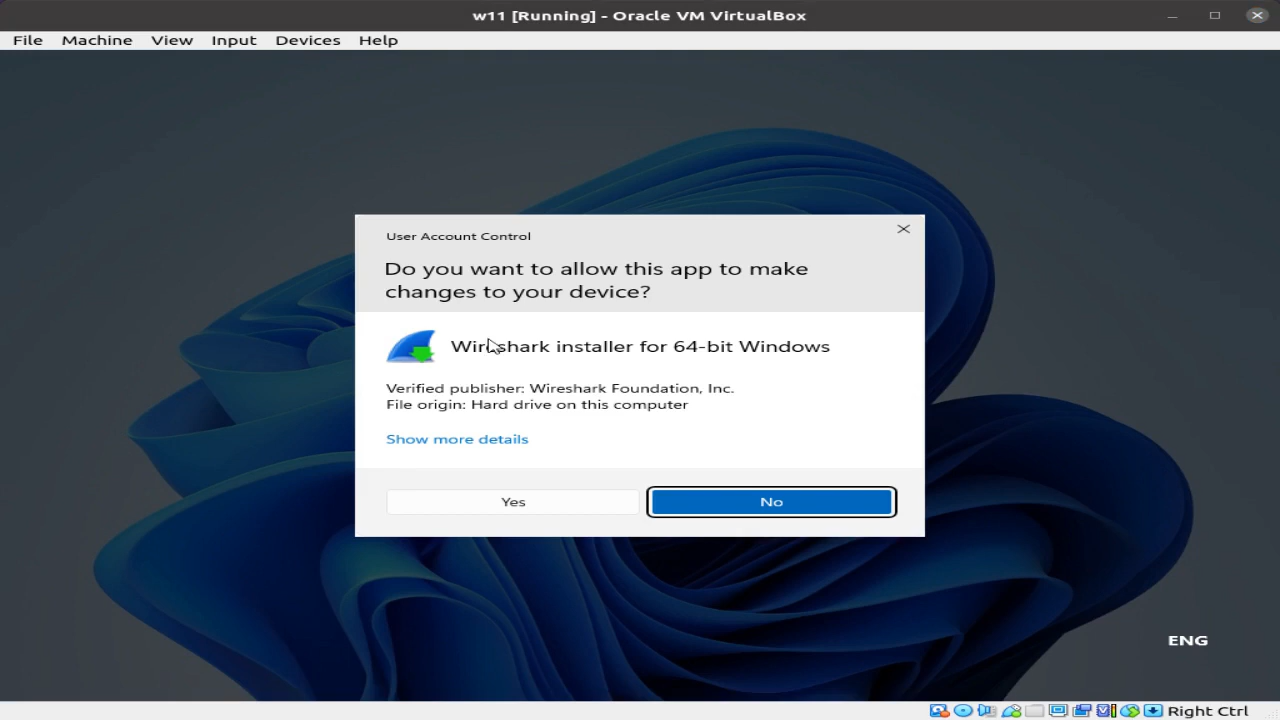 w11 [Running] - Oracle VM VirtualBox
File Machine View Input Devices Help
User Account Control
Do you want to allow this app to make
changes to your device?
Wireshark installer for 64-bit Windows
Verified publisher: Wireshark Foundation, Inc.
File origin: Hard drive on this computer
Show more details
Yes No
ENG
Right Ctrl